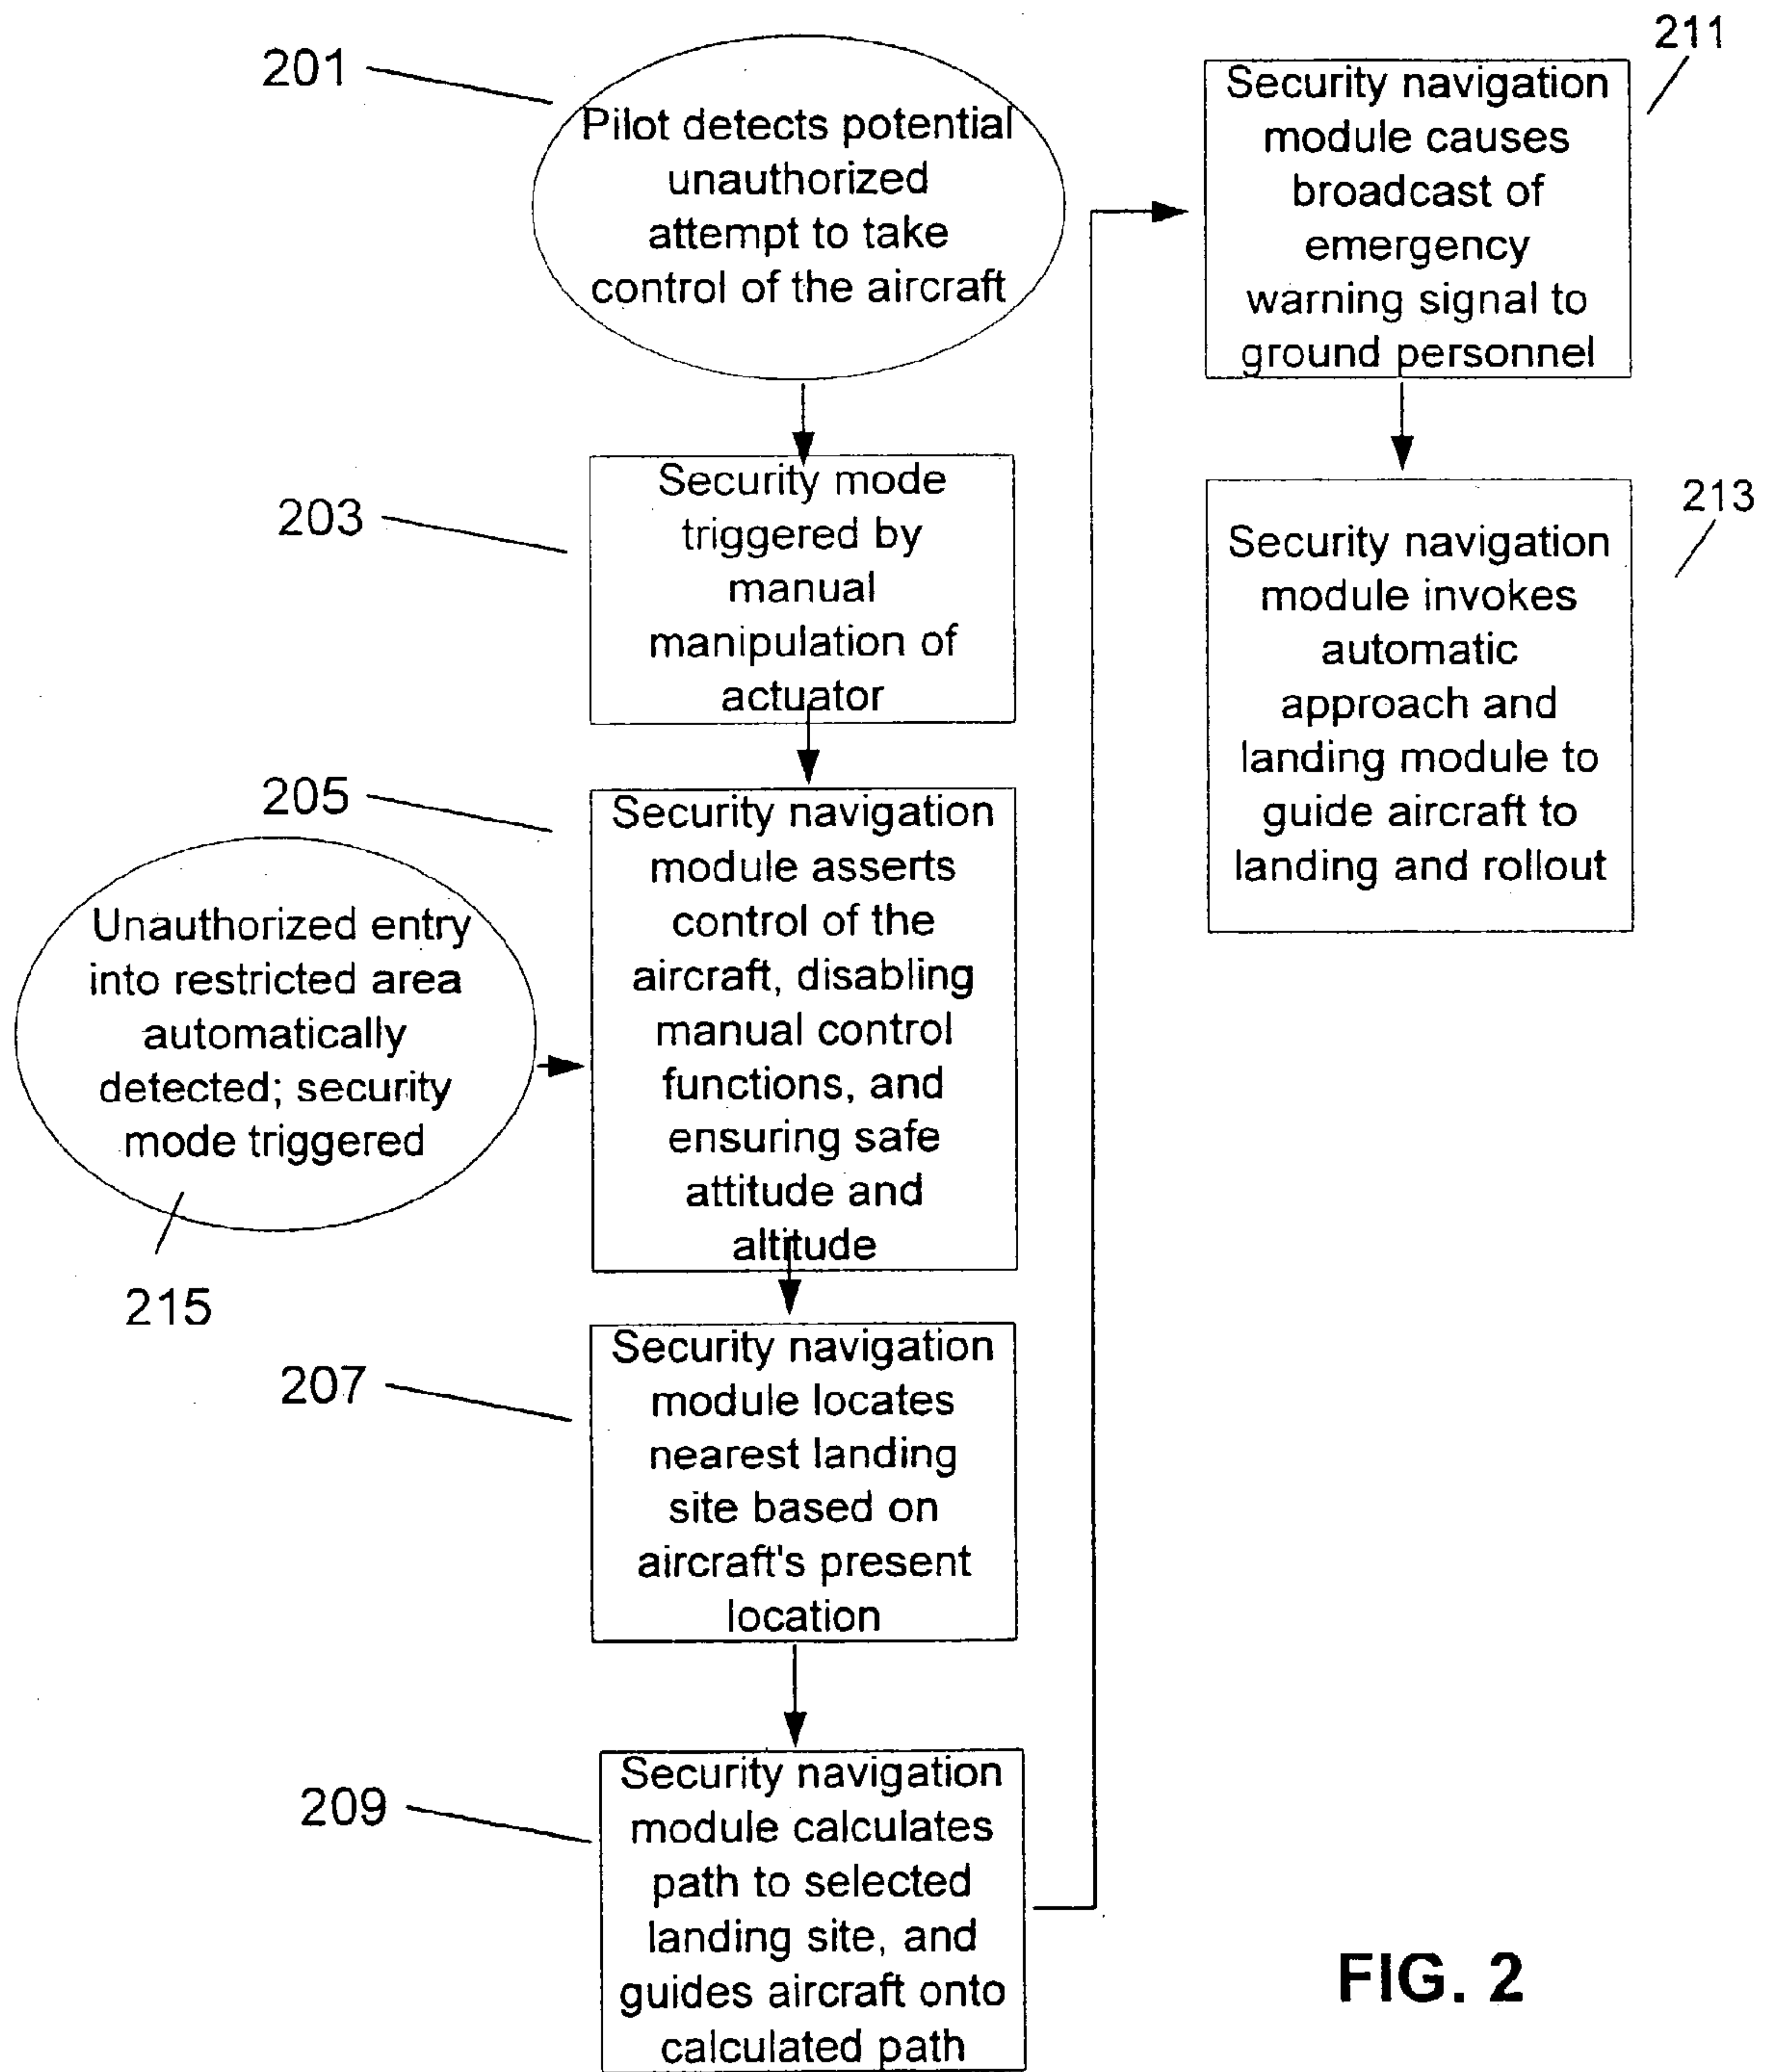 201
Pilot detects potential
unauthorized
attempt to take
control of the aircraft
203
Security mode
triggered by
manual
manipulation of
actuator
205
Security navigation
module asserts
control of the
aircraft, disabling
manual control
functions, and
ensuring safe
attitude and
altitude
Unauthorized entry
into restricted area
automatically
detected; security
mode triggered
215
207
Security navigation
module locates
nearest landing
site based on
aircraft's present
location
209
Security navigation
module calculates
path to selected
landing site, and
guides aircraft onto
calculated path
211
Security navigation
module causes
broadcast of
emergency
warning signal to
ground personnel
213
Security navigation
module invokes
automatic
approach and
landing module to
guide aircraft to
landing and rollout
FIG. 2